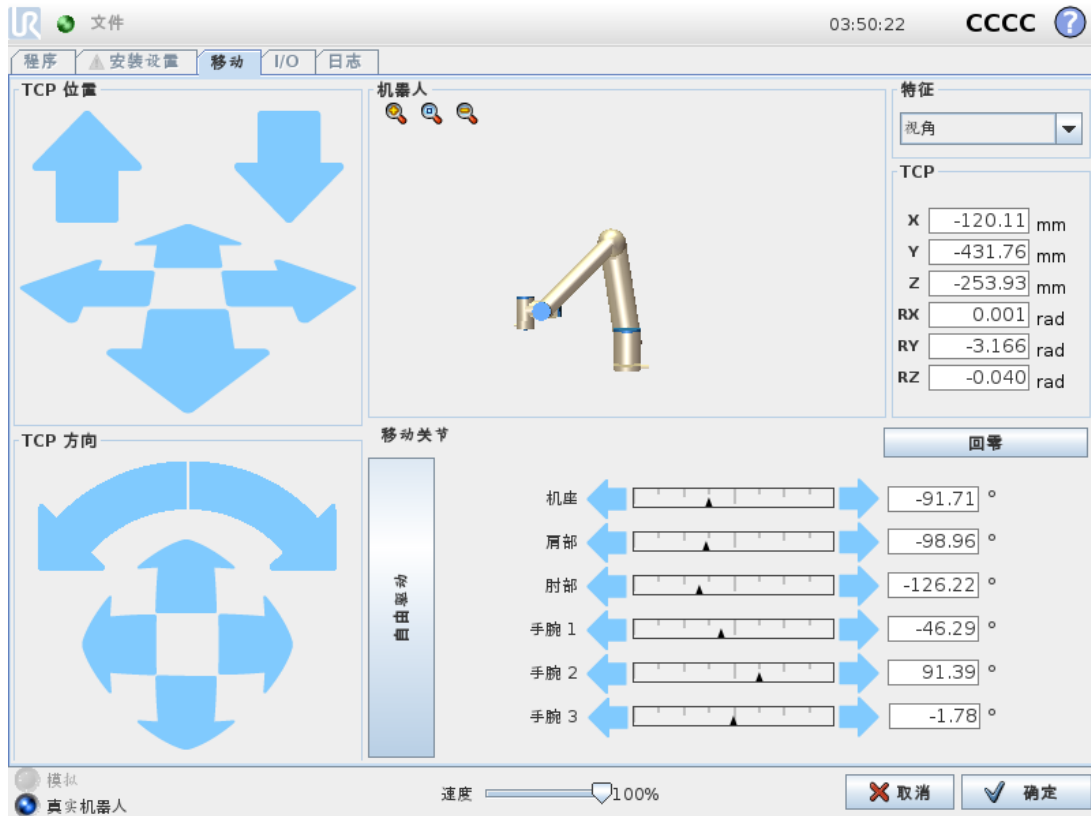 UR 文件 03:50:22 CCCC ?
程序 安装设置 移动 I/O 日志
TCP 位置
机器人
特征
视角
TCP
X -120.11 mm
Y -431.76 mm
Z -253.93 mm
RX 0.001 rad
RY -3.166 rad
RZ -0.040 rad
TCP 方向
移动关节
回零
自由驱动
机座 -91.71 °
肩部 -98.96 °
肘部 -126.22 °
手腕 1 -46.29 °
手腕 2 91.39 °
手腕 3 -1.78 °
模拟
真实机器人
速度 100%
取消
确定